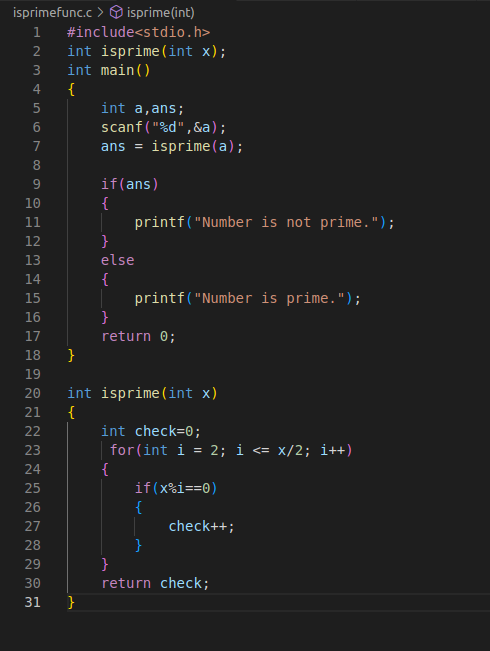 isprimefunc.c > isprime(int)
1 #include<stdio.h>
2 int isprime(int x);
3 int main()
4 {
5     int a,ans;
6     scanf("%d",&a);
7     ans = isprime(a);
8
9     if(ans)
10     {
11         printf("Number is not prime.");
12     }
13     else
14     {
15         printf("Number is prime.");
16     }
17     return 0;
18 }
19
20 int isprime(int x)
21 {
22     int check=0;
23      for(int i = 2; i <= x/2; i++)
24     {
25         if(x%i==0)
26         {
27             check++;
28         }
29     }
30     return check;
31 }